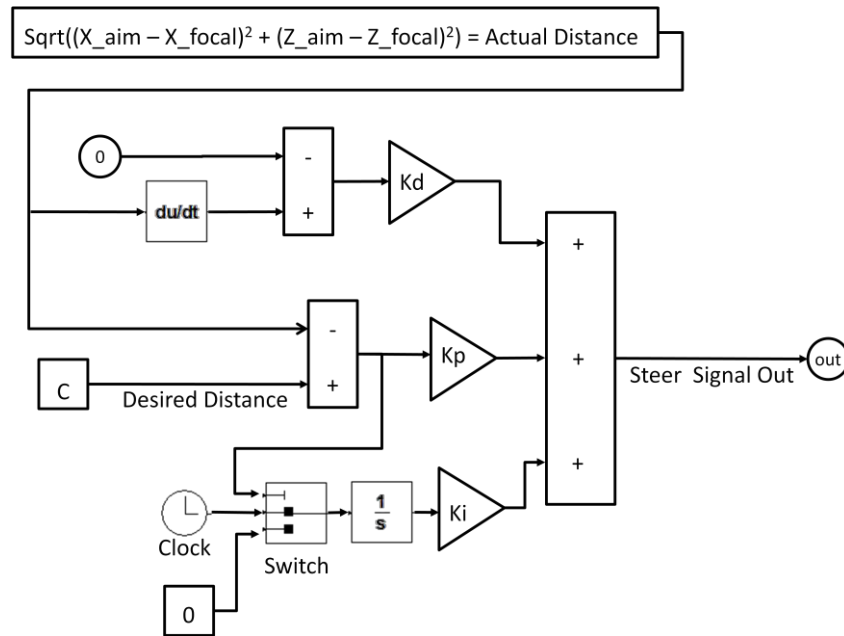 Sqrt((X_aim – X_focal)² + (Z_aim – Z_focal)²) = Actual Distance
0
-
Kd
du/dt
+
+
-
Kp
+
out
C
+
Steer Signal Out
Desired Distance
+
1
s
Ki
Clock
Switch
0